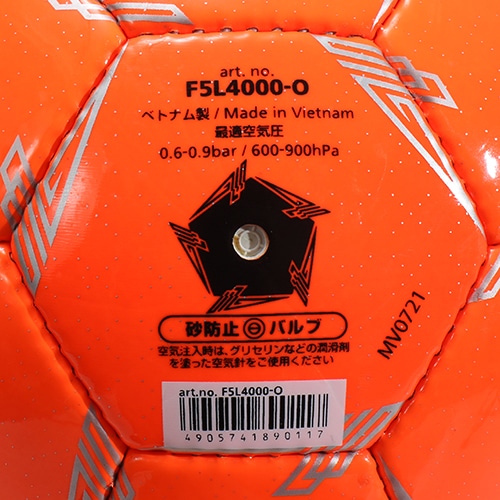 art. no.
F5L4000-O
ベトナム製 / Made in Vietnam
最適空気圧
0.6-0.9bar / 600-900hPa
砂防止 バルブ
空気注入時は、グリセリンなどの潤滑剤
を塗った空気針をご使用ください
MV0721
art.no. F5L4000-O
4905741890117